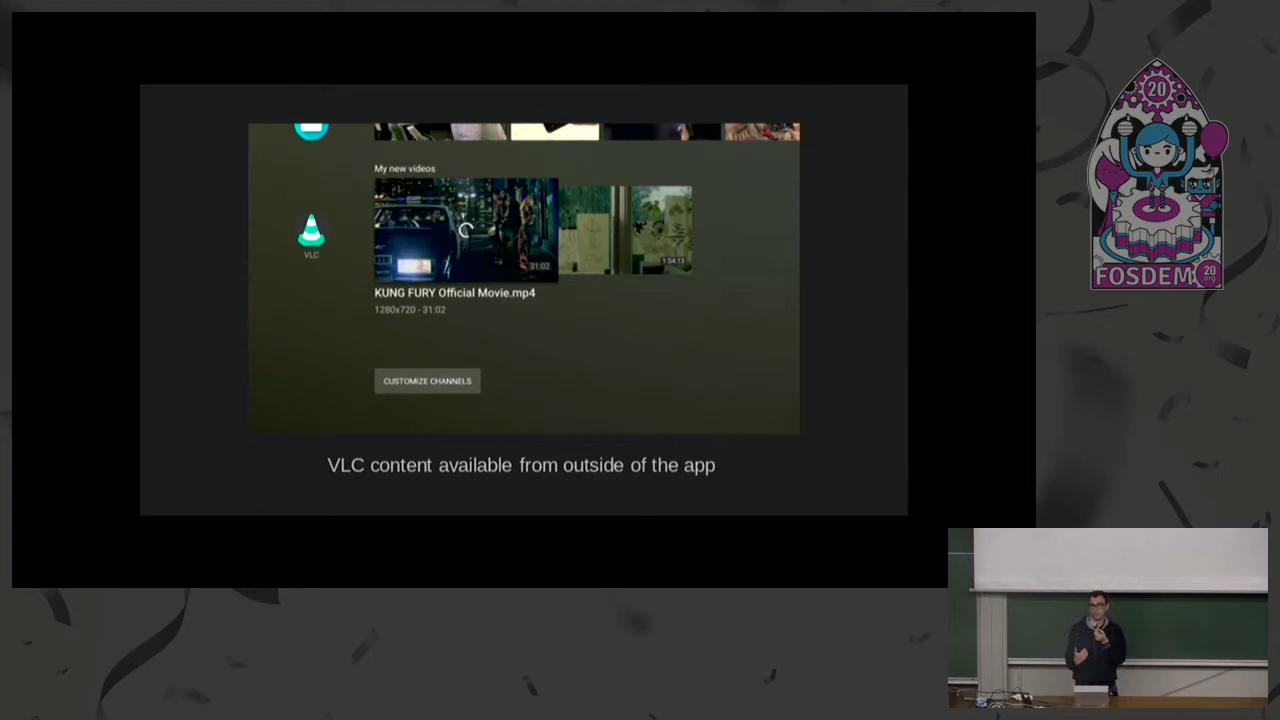 My new videos
31:02
1:54:13
VLC
KUNG FURY Official Movie.mp4
1280x720 - 31:02
CUSTOMIZE CHANNELS
VLC content available from outside of the app
20
FOSDEM
20
org